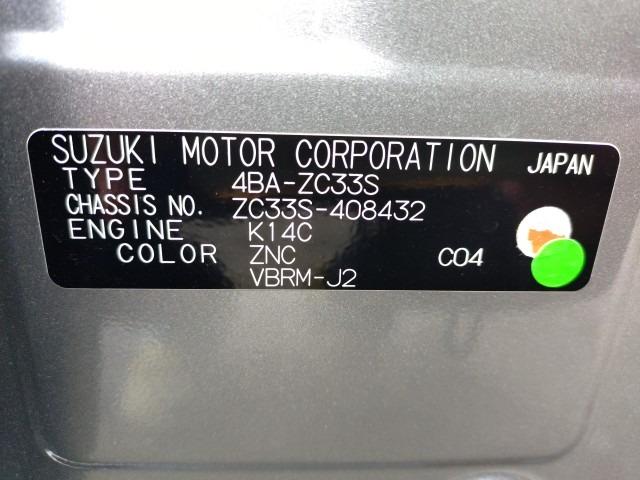 SUZUKI MOTOR CORPORATION JAPAN
TYPE 4BA-ZC33S
CHASSIS NO. ZC33S-408432
ENGINE K14C
COLOR ZNC C04
VBRM-J2